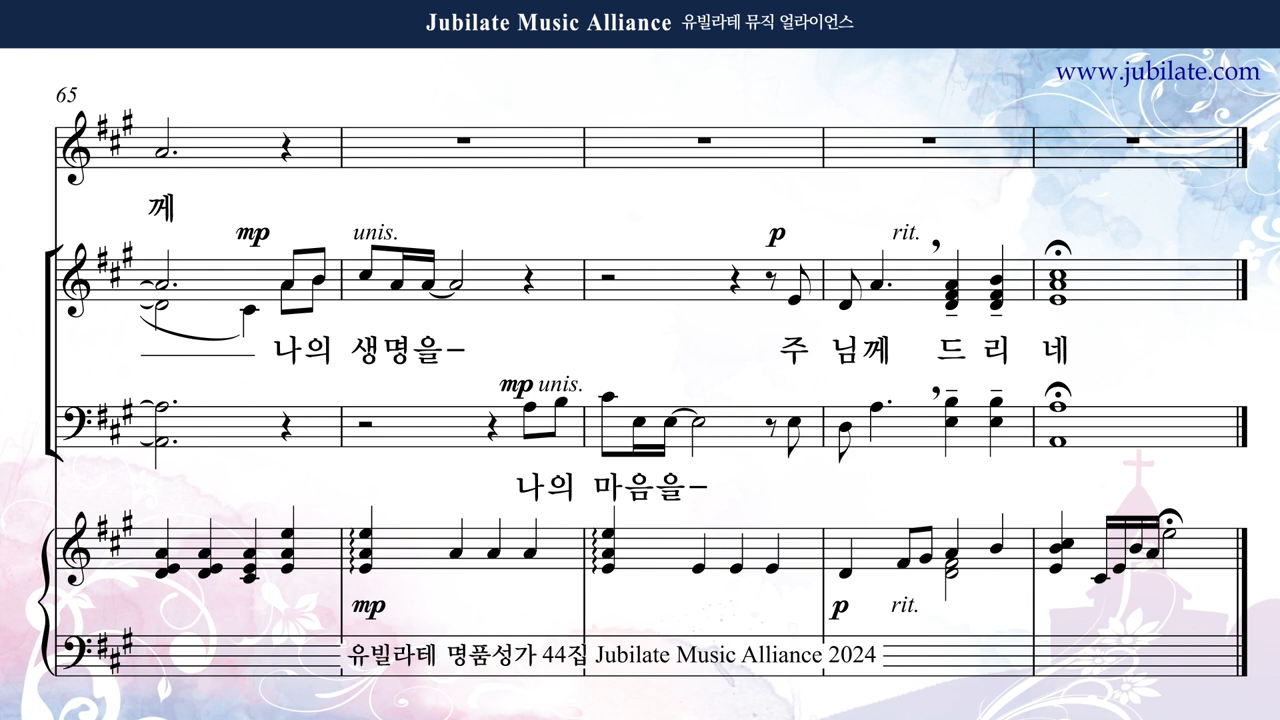 Jubilate Music Alliance 유빌라테 뮤직 얼라이언스
www.jubilate.com
65
께
mp unis. p rit.
나의 생명을- 주 님께 드 리 네
mp unis.
나의 마음을-
mp p rit.
유빌라테 명품성가 44집 Jubilate Music Alliance 2024